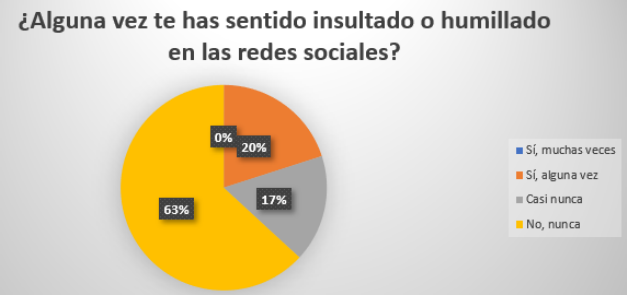 ¿Alguna vez te has sentido insultado o humillado
en las redes sociales?
0%
20%
17%
63%
Sí, muchas veces
Sí, alguna vez
Casi nunca
No, nunca